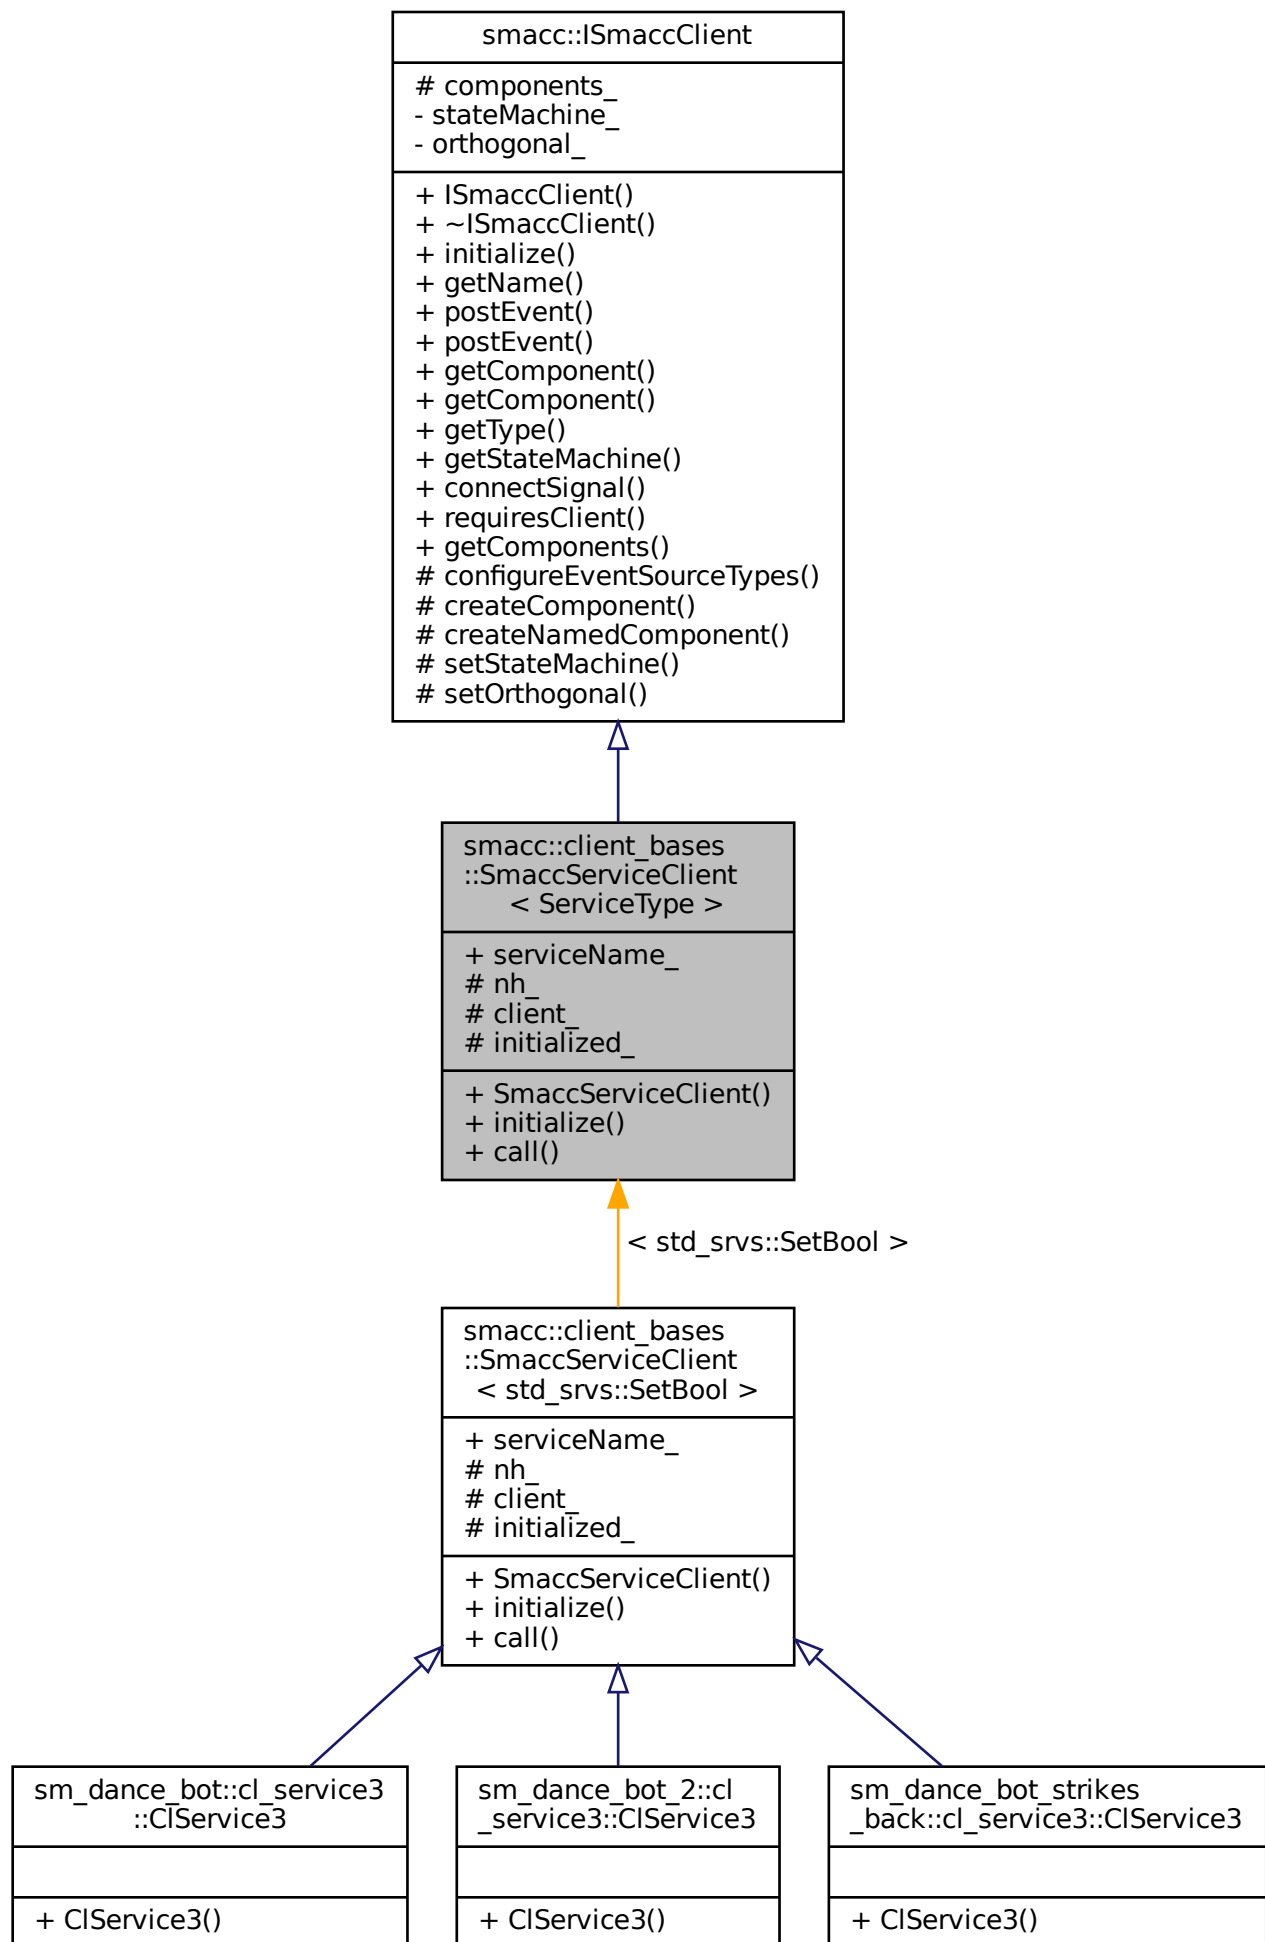 smacc::ISmaccClient
# components_
- stateMachine_
- orthogonal_
+ ISmaccClient()
+ ~ISmaccClient()
+ initialize()
+ getName()
+ postEvent()
+ postEvent()
+ getComponent()
+ getComponent()
+ getType()
+ getStateMachine()
+ connectSignal()
+ requiresClient()
+ getComponents()
# configureEventSourceTypes()
# createComponent()
# createNamedComponent()
# setStateMachine()
# setOrthogonal()
smacc::client_bases
::SmaccServiceClient
< ServiceType >
+ serviceName_
# nh_
# client_
# initialized_
+ SmaccServiceClient()
+ initialize()
+ call()
< std_srvs::SetBool >
smacc::client_bases
::SmaccServiceClient
< std_srvs::SetBool >
+ serviceName_
# nh_
# client_
# initialized_
+ SmaccServiceClient()
+ initialize()
+ call()
sm_dance_bot::cl_service3
::ClService3
+ ClService3()
sm_dance_bot_2::cl
_service3::ClService3
+ ClService3()
sm_dance_bot_strikes
_back::cl_service3::ClService3
+ ClService3()